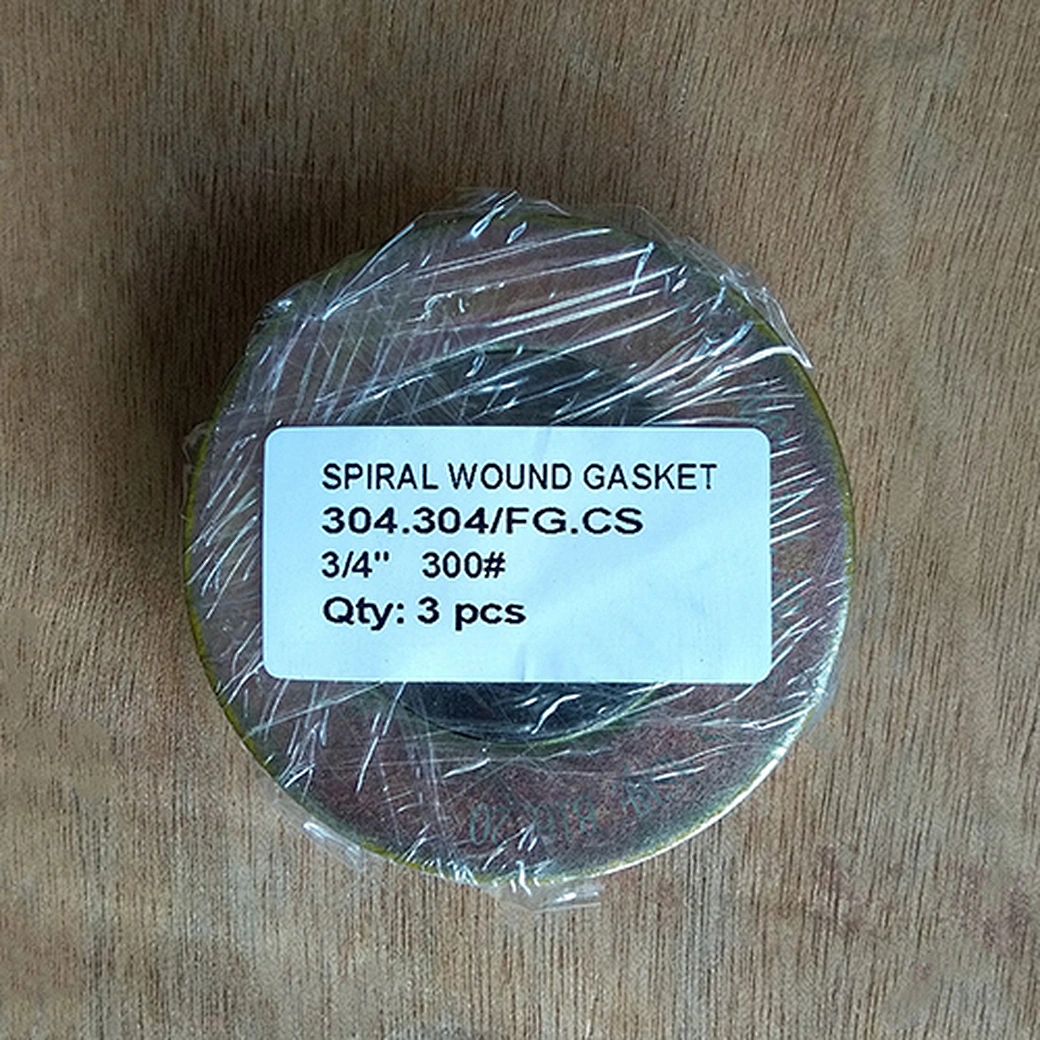 SPIRAL WOUND GASKET
304.304/FG.CS
3/4" 300#
Qty: 3 pcs